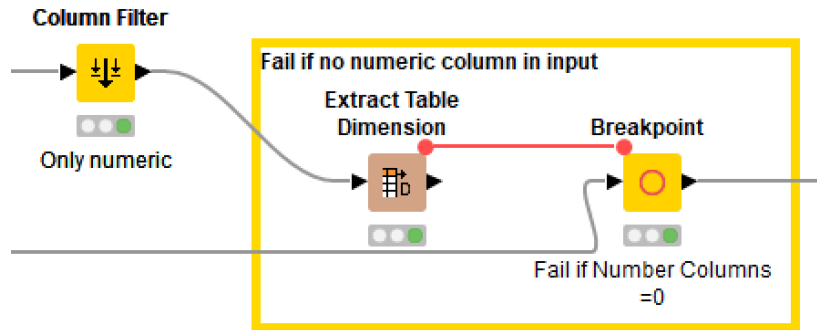 Column Filter
Only numeric
Fail if no numeric column in input
Extract Table
Dimension
D
Breakpoint
Fail if Number Columns
=0